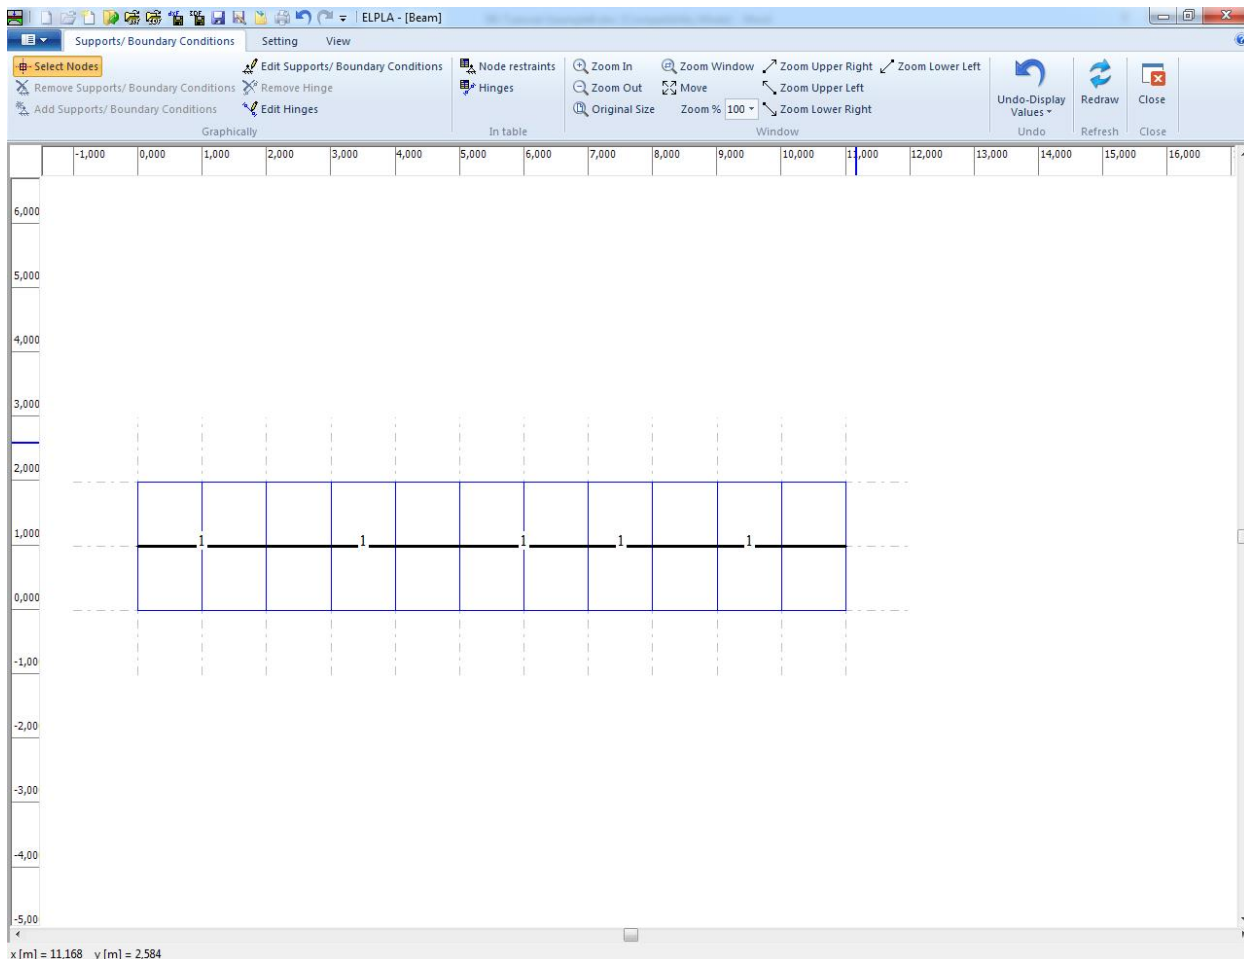 ELPLA - [Beam]
Supports/ Boundary Conditions Setting View
Select Nodes Edit Supports/ Boundary Conditions Node restraints Zoom In Zoom Window Zoom Upper Right Zoom Lower Left
Remove Supports/ Boundary Conditions Remove Hinge Hinges Zoom Out Move Zoom Upper Left
Add Supports/ Boundary Conditions Edit Hinges Original Size Zoom % 100 Zoom Lower Right
Undo-Display Values Redraw Close
Graphically In table Window Undo Refresh Close
-1,000 0,000 1,000 2,000 3,000 4,000 5,000 6,000 7,000 8,000 9,000 10,000 11,000 12,000 13,000 14,000 15,000 16,000
6,000
5,000
4,000
3,000
2,000
1,000
1 1 1 1 1
0,000
-1,00
-2,00
-3,00
-4,00
-5,00
x [m] = 11,168 y [m] = 2,584